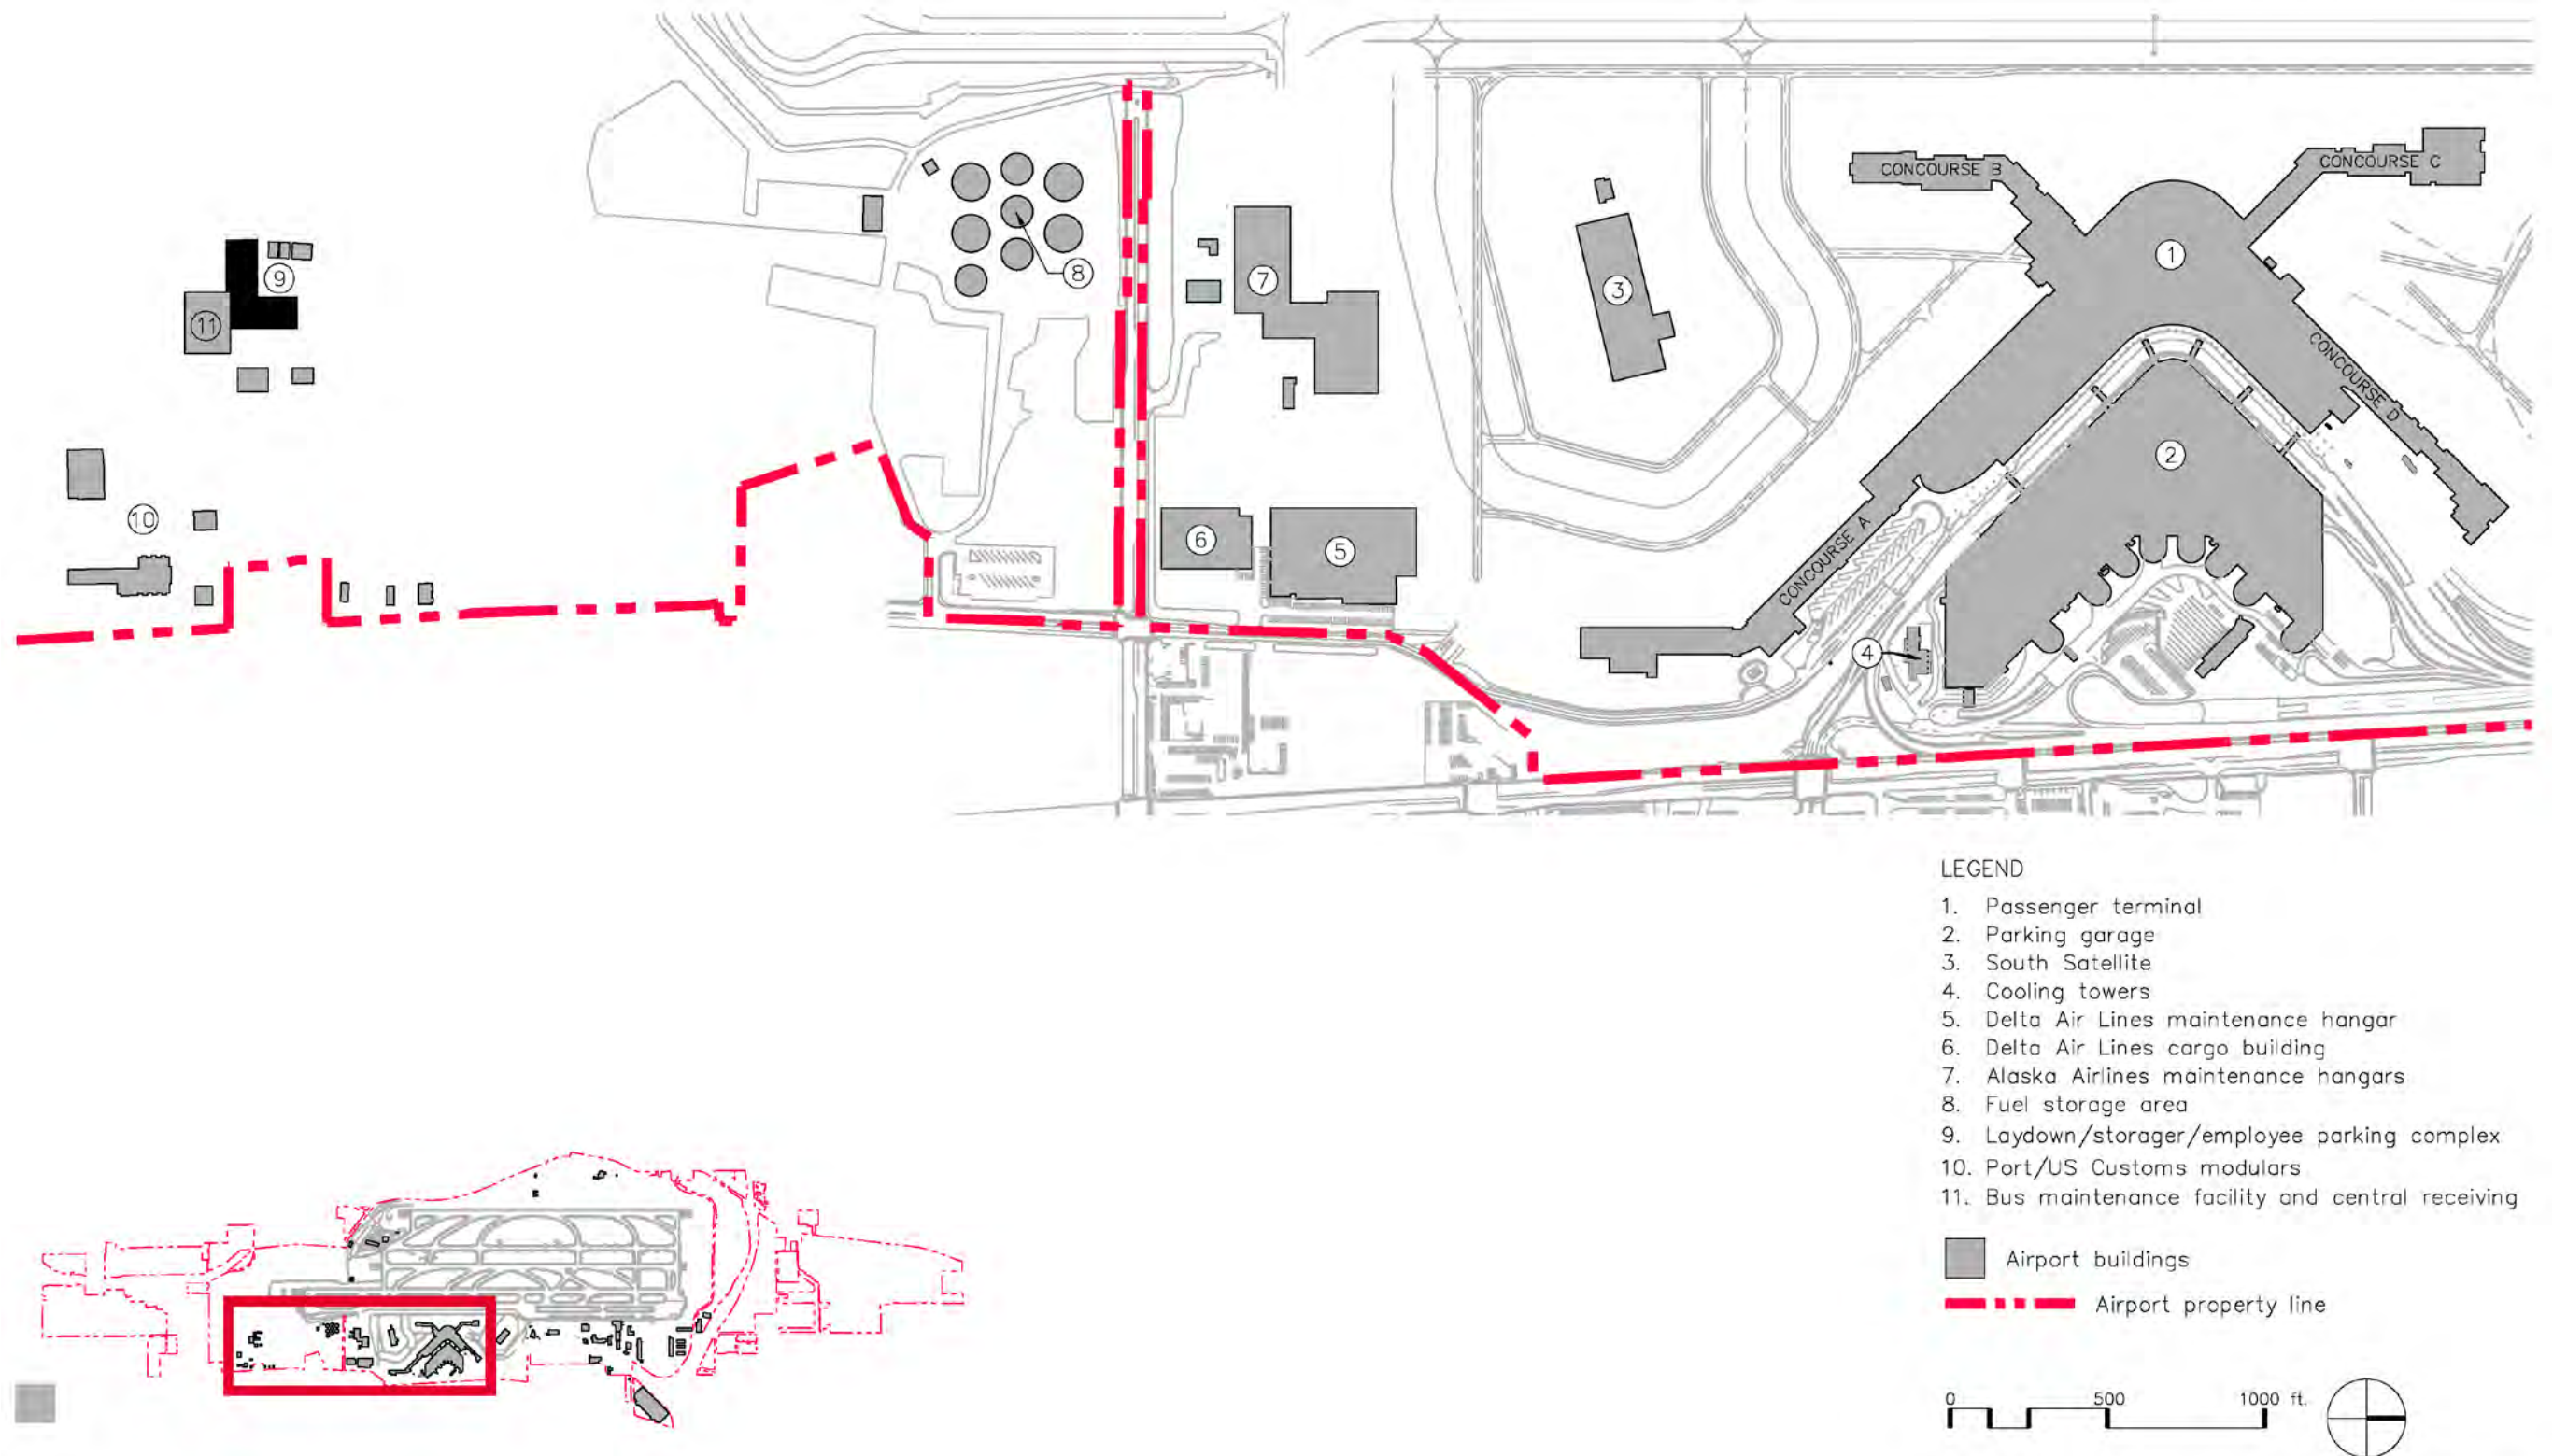 CONCOURSE B
CONCOURSE C
1
8
9
7
3
11
CONCOURSE D
2
10
6
5
CONCOURSE A
4
LEGEND
1. Passenger terminal
2. Parking garage
3. South Satellite
4. Cooling towers
5. Delta Air Lines maintenance hangar
6. Delta Air Lines cargo building
7. Alaska Airlines maintenance hangars
8. Fuel storage area
9. Laydown/storager/employee parking complex
10. Port/US Customs modulars
11. Bus maintenance facility and central receiving
Airport buildings
Airport property line
0 500 1000 ft.